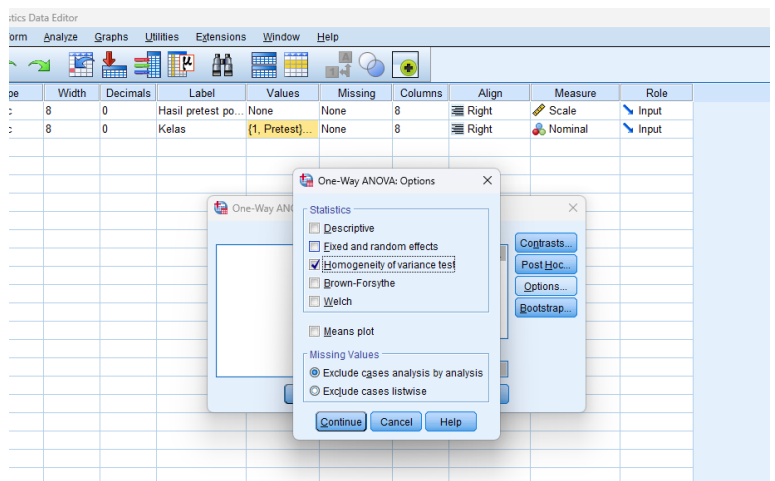 stics Data Editor
orm Analyze Graphs Utilities Extensions Window Help
pe Width Decimals Label Values Missing Columns Align Measure Role
c 8 0 Hasil pretest po... None None 8 Right Scale Input
c 8 0 Kelas {1, Pretest}... None 8 Right Nominal Input
One-Way ANO
One-Way ANOVA: Options
Statistics
Descriptive
Fixed and random effects
Homogeneity of variance test
Brown-Forsythe
Welch
Means plot
Missing Values
Exclude cases analysis by analysis
Exclude cases listwise
Continue Cancel Help
Contrasts...
Post Hoc...
Options...
Bootstrap...